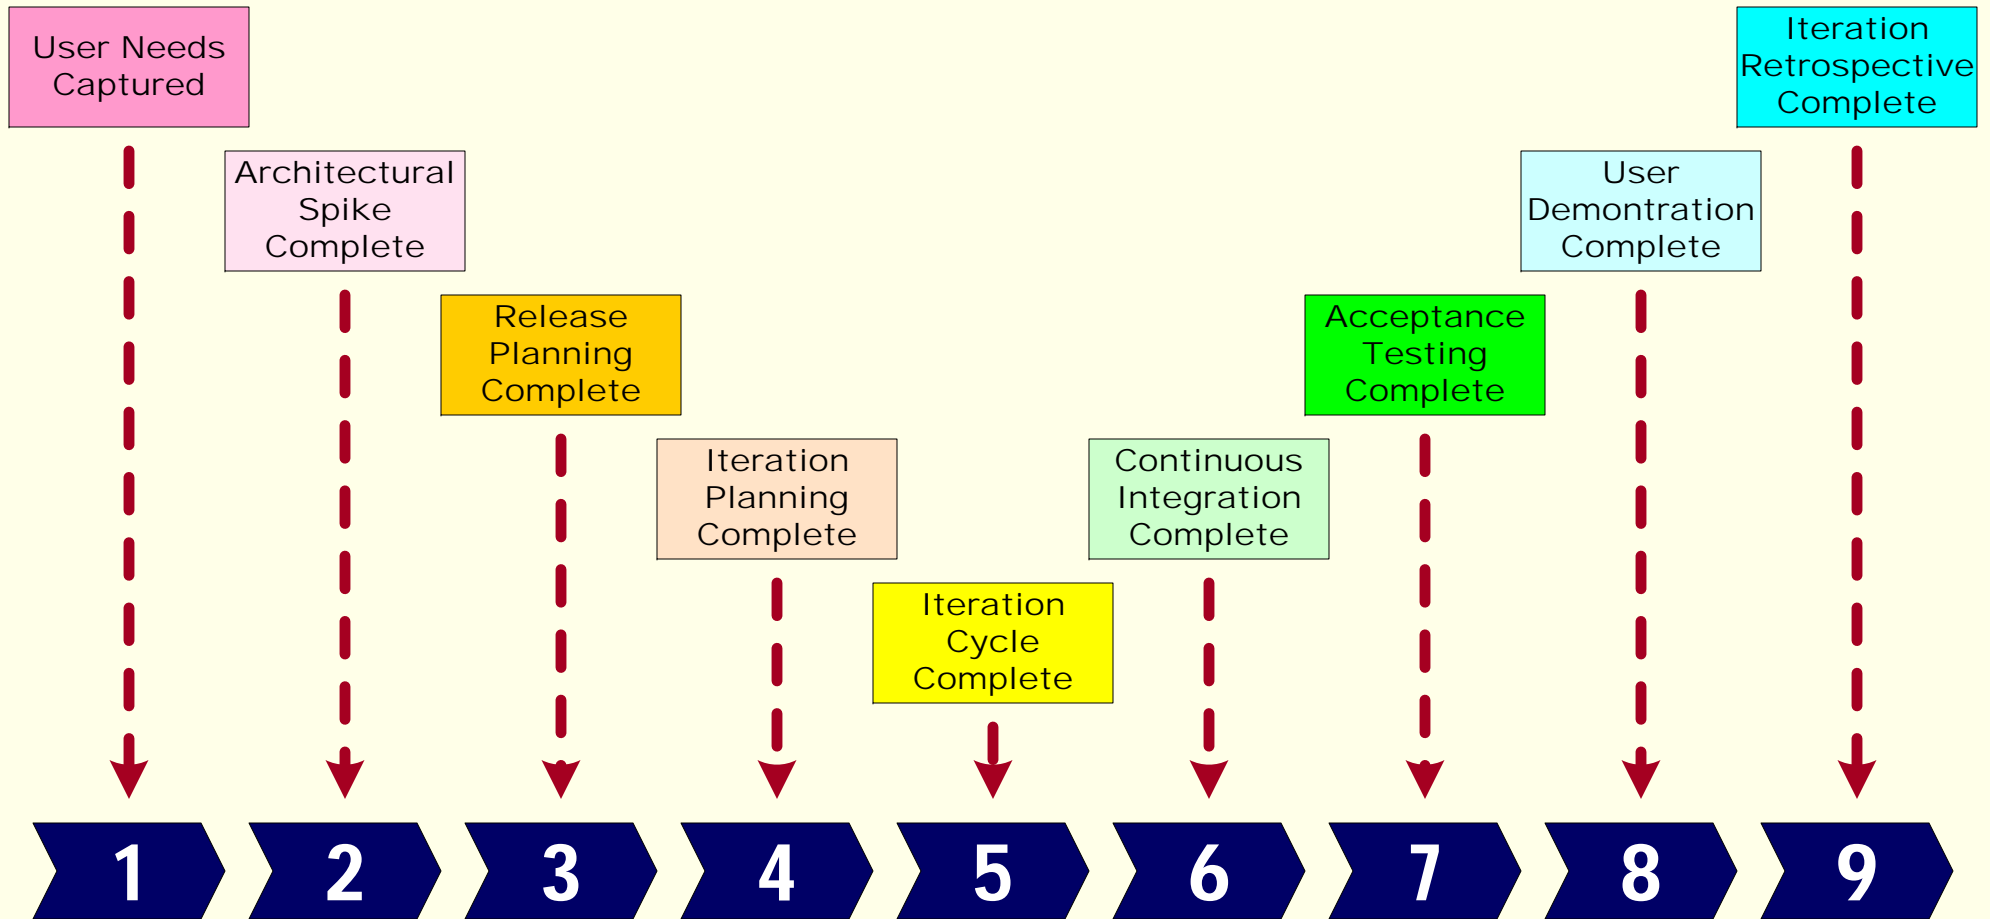 User Needs
Captured
Architectural
Spike
Complete
Release
Planning
Complete
Iteration
Planning
Complete
Iteration
Cycle
Complete
Continuous
Integration
Complete
Acceptance
Testing
Complete
User
Demontration
Complete
Iteration
Retrospective
Complete
1
2
3
4
5
6
7
8
9